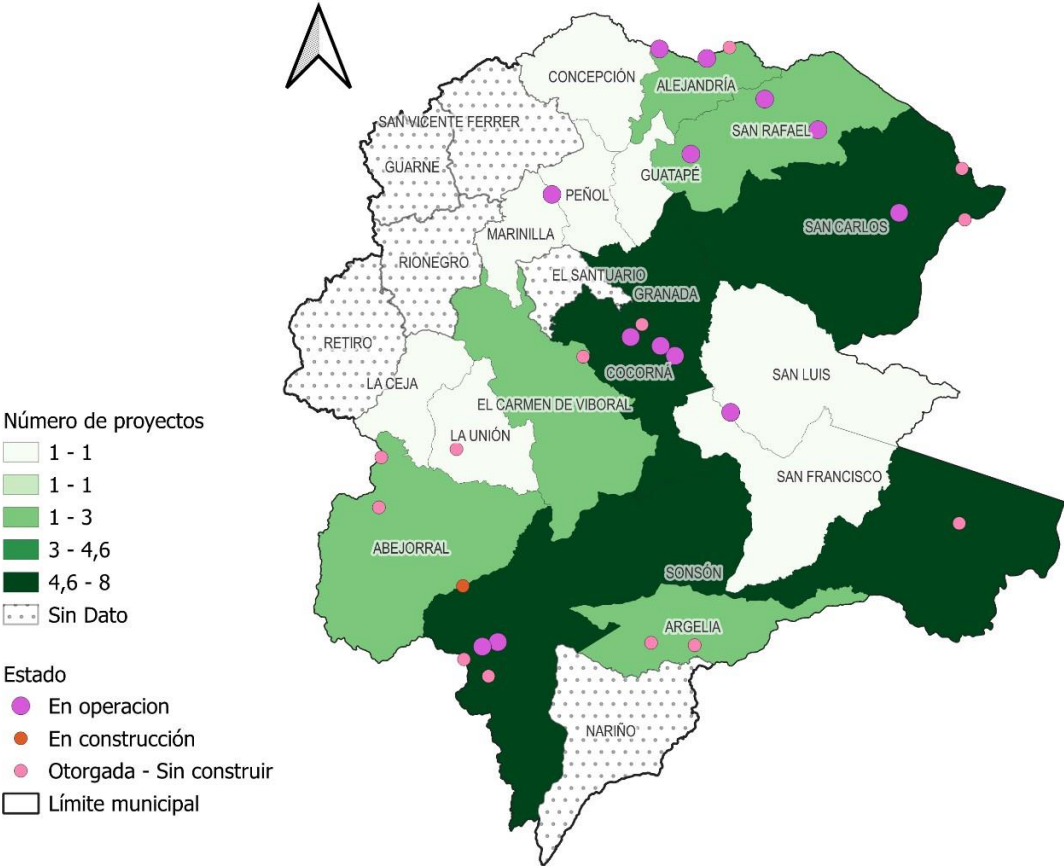 CONCEPCIÓN
ALEJANDRÍA
SAN VICENTE FERRER
SAN RAFAEL
GUARNE
GUATAPÉ
PEÑOL
SAN CARLOS
MARINILLA
RIONEGRO
EL SANTUARIO
GRANADA
RETIRO
COCORNÁ
SAN LUIS
LA CEJA
EL CARMEN DE VIBORAL
LA UNIÓN
SAN FRANCISCO
ABEJORRAL
SONSÓN
ARGELIA
NARIÑO
Número de proyectos
1 - 1
1 - 1
1 - 3
3 - 4,6
4,6 - 8
Sin Dato
Estado
En operacion
En construcción
Otorgada - Sin construir
Límite municipal